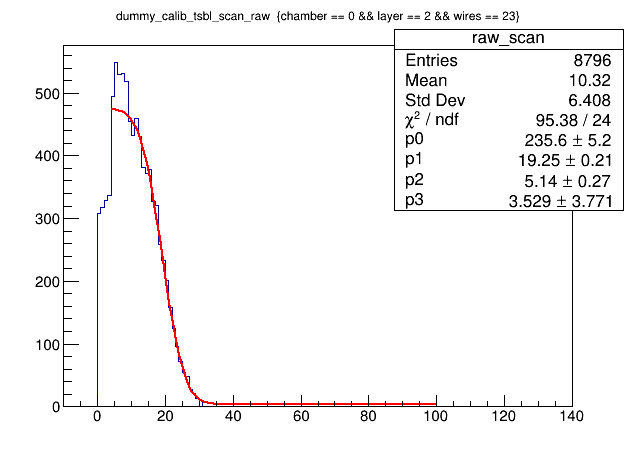 dummy_calib_tsbl_scan_raw {chamber == 0 && layer == 2 && wires == 23}
raw_scan
Entries 8796
Mean 10.32
Std Dev 6.408
χ² / ndf 95.38 / 24
p0 235.6 ± 5.2
p1 19.25 ± 0.21
p2 5.14 ± 0.27
p3 3.529 ± 3.771
500
400
300
200
100
0
0 20 40 60 80 100 120 140